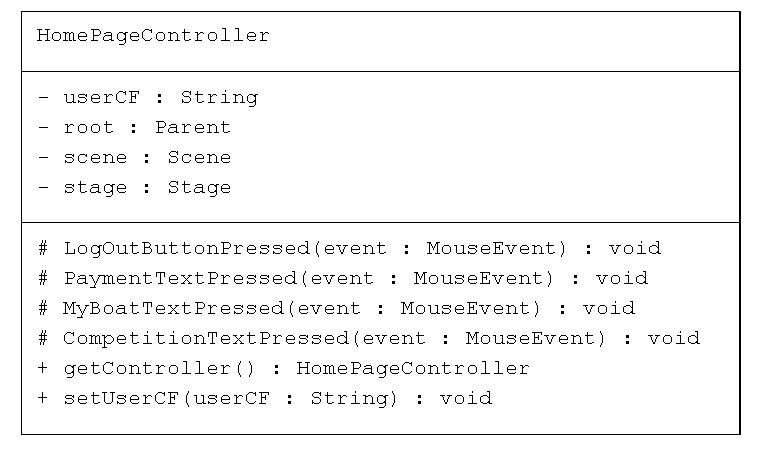 HomePageController
- userCF : String
- root : Parent
- scene : Scene
- stage : Stage
# LogOutButtonPressed(event : MouseEvent) : void
# PaymentTextPressed(event : MouseEvent) : void
# MyBoatTextPressed(event : MouseEvent) : void
# CompetitionTextPressed(event : MouseEvent) : void
+ getController() : HomePageController
+ setUserCF(userCF : String) : void